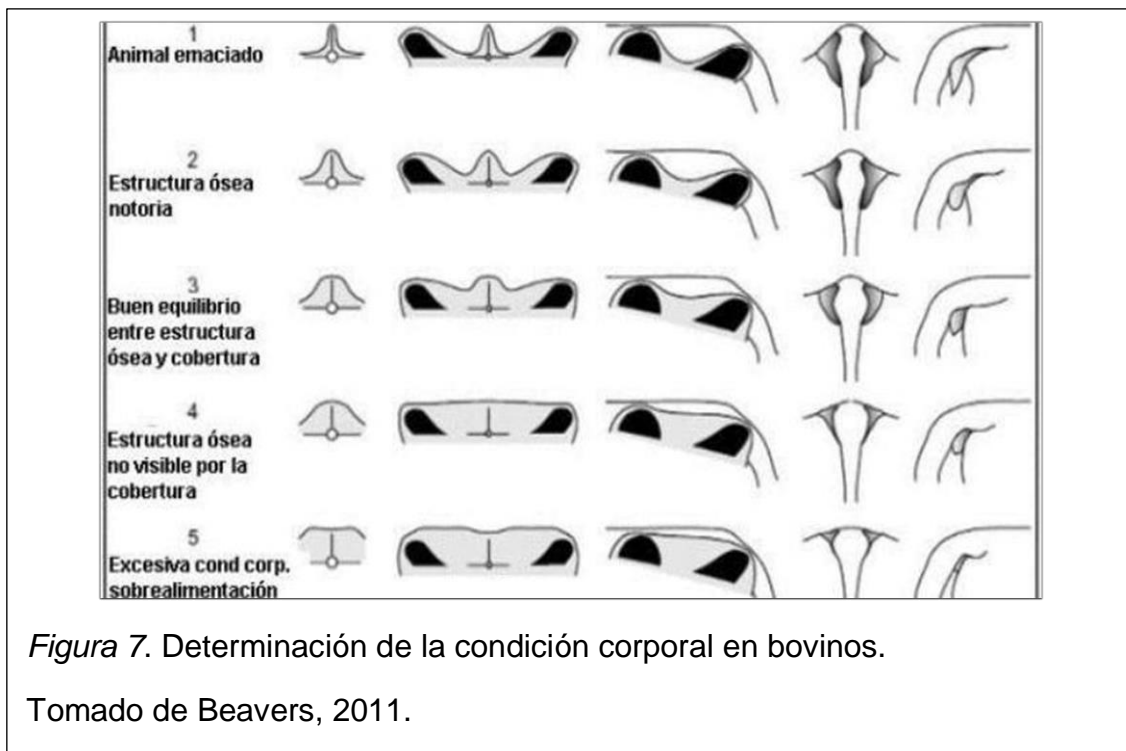 1
Animal emaciado
2
Estructura ósea
notoria
3
Buen equilibrio
entre estructura
ósea y cobertura
4
Estructura ósea
no visible por la
cobertura
5
Excesiva cond corp.
sobrealimentación
Figura 7. Determinación de la condición corporal en bovinos.
Tomado de Beavers, 2011.